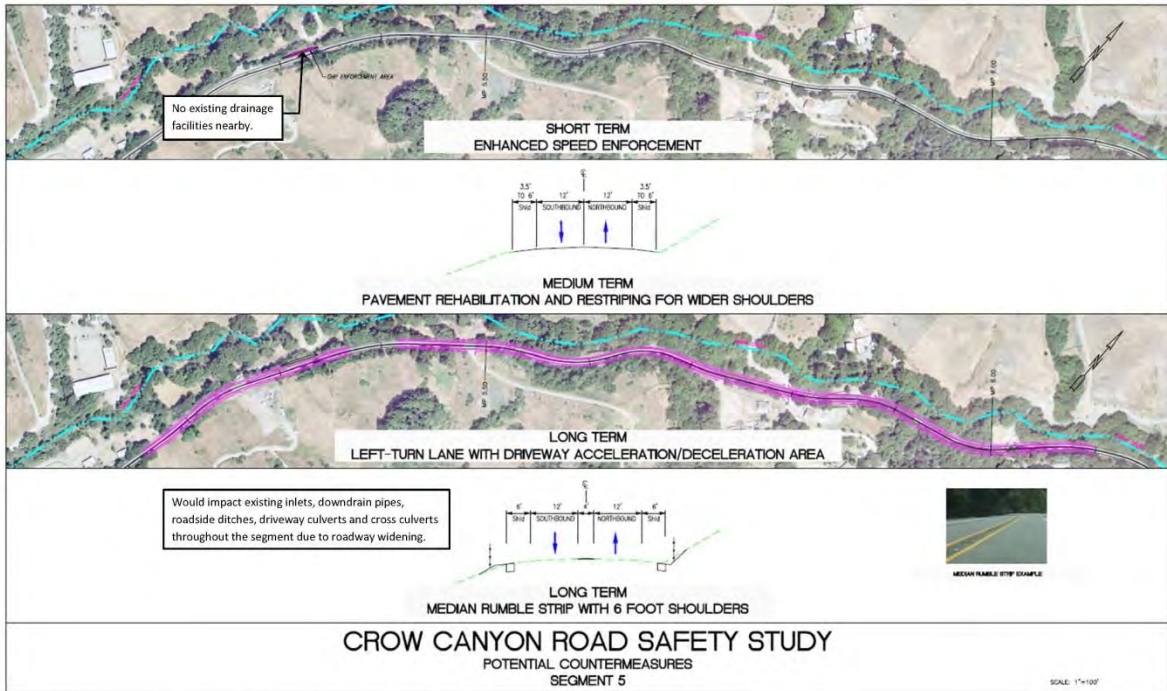 CHP ENFORCEMENT AREA
No existing drainage
facilities nearby.
MP 5.50
MP 6.00
SHORT TERM
ENHANCED SPEED ENFORCEMENT
℄
3.5'
TO 6' 12' 12' 3.5'
TO 6'
Shld SOUTHBOUND NORTHBOUND Shld
MEDIUM TERM
PAVEMENT REHABILITATION AND RESTRIPING FOR WIDER SHOULDERS
MP 5.50
MP 6.00
LONG TERM
LEFT-TURN LANE WITH DRIVEWAY ACCELERATION/DECELERATION AREA
Would impact existing inlets, downdrain pipes,
roadside ditches, driveway culverts and cross culverts
throughout the segment due to roadway widening.
℄
6' 12' 4' 12' 6'
Shld SOUTHBOUND NORTHBOUND Shld
MEDIAN RUMBLE STRIP EXAMPLE
LONG TERM
MEDIAN RUMBLE STRIP WITH 6 FOOT SHOULDERS
CROW CANYON ROAD SAFETY STUDY
POTENTIAL COUNTERMEASURES
SEGMENT 5
SCALE: 1"=100'